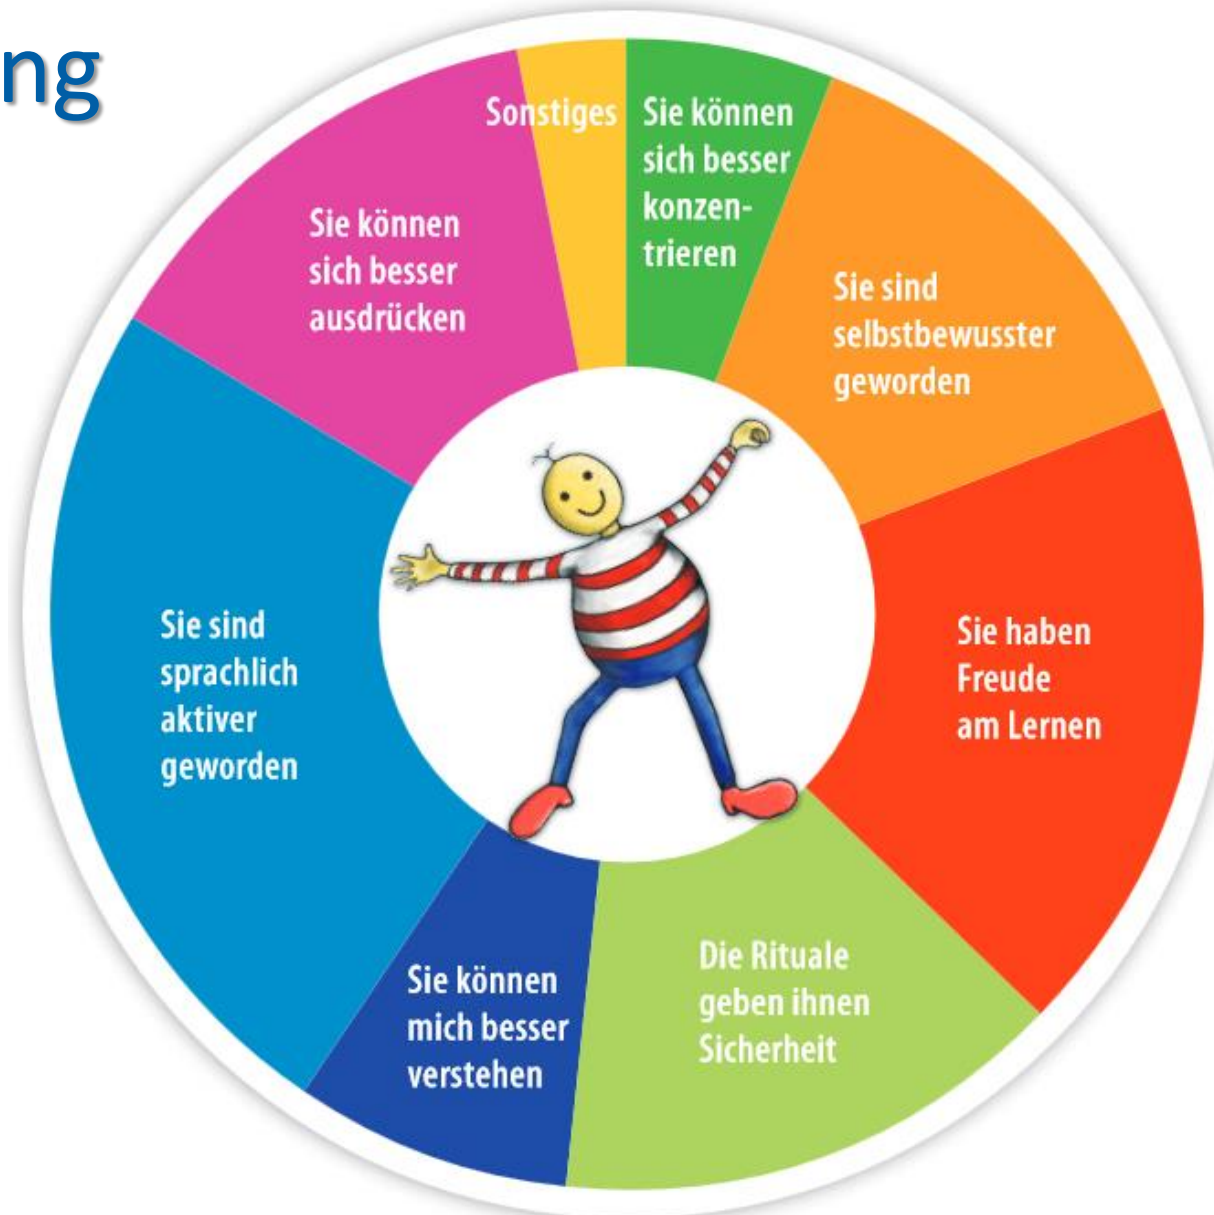 ng
Sonstiges
Sie können
sich besser
konzen-
trieren
Sie sind
selbstbewusster
geworden
Sie haben
Freude
am Lernen
Die Rituale
geben ihnen
Sicherheit
Sie können
mich besser
verstehen
Sie sind
sprachlich
aktiver
geworden
Sie können
sich besser
ausdrücken